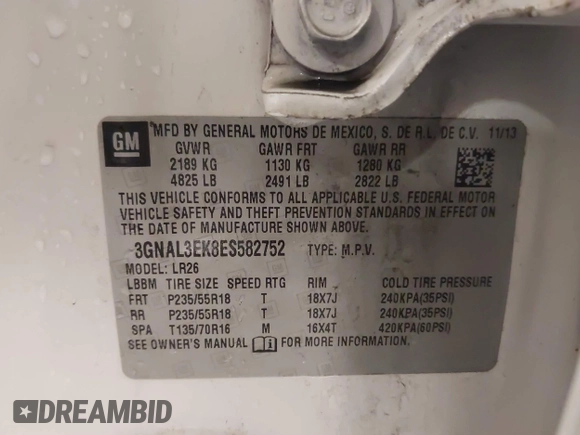 GM
MFD BY GENERAL MOTORS DE MEXICO, S. DE R.L. DE C.V. 11/13
GVWR GAWR FRT GAWR RR
2189 KG 1130 KG 1280 KG
4825 LB 2491 LB 2822 LB
THIS VEHICLE CONFORMS TO ALL APPLICABLE U.S. FEDERAL MOTOR
VEHICLE SAFETY AND THEFT PREVENTION STANDARDS IN EFFECT ON
THE DATE OF MANUFACTURE SHOWN ABOVE.
3GNAL3EK8ES582752 TYPE: M.P.V.
MODEL: LR26
LBBM TIRE SIZE SPEED RTG RIM COLD TIRE PRESSURE
FRT P235/55R18 T 18X7J 240KPA(35PSI)
RR P235/55R18 T 18X7J 240KPA(35PSI)
SPA T135/70R16 M 16X4T 420KPA(60PSI)
SEE OWNER'S MANUAL FOR MORE INFORMATION.
DREAMBID